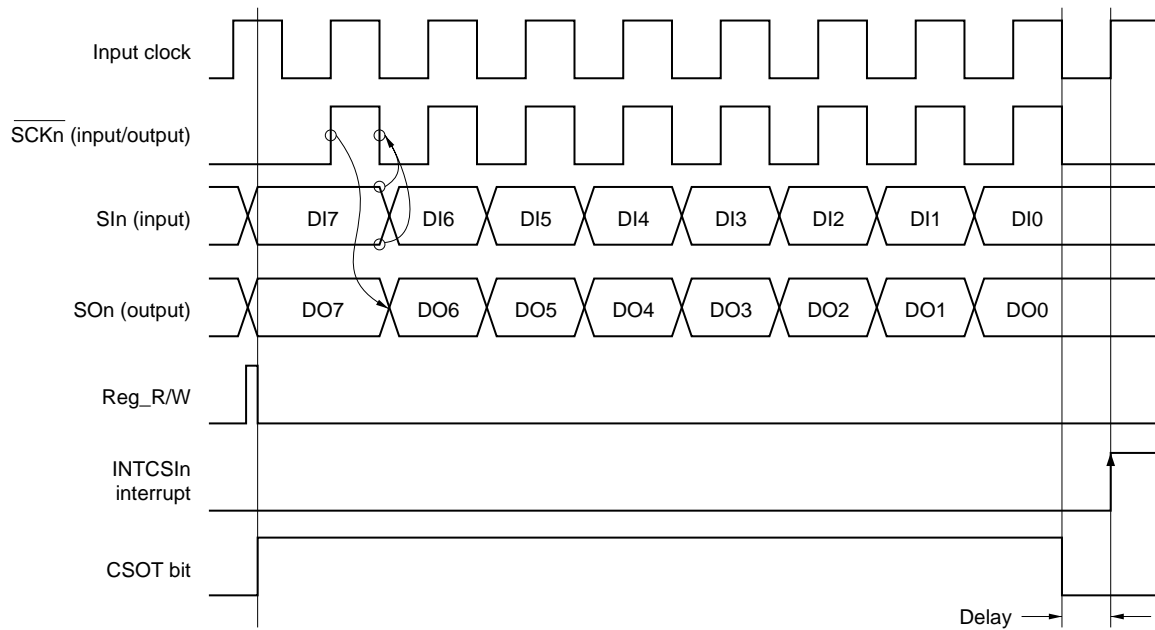 Input clock
SCKn (input/output)
SIn (input)
DI7 DI6 DI5 DI4 DI3 DI2 DI1 DI0
SOn (output)
DO7 DO6 DO5 DO4 DO3 DO2 DO1 DO0
Reg_R/W
INTCSIn
interrupt
CSOT bit
Delay